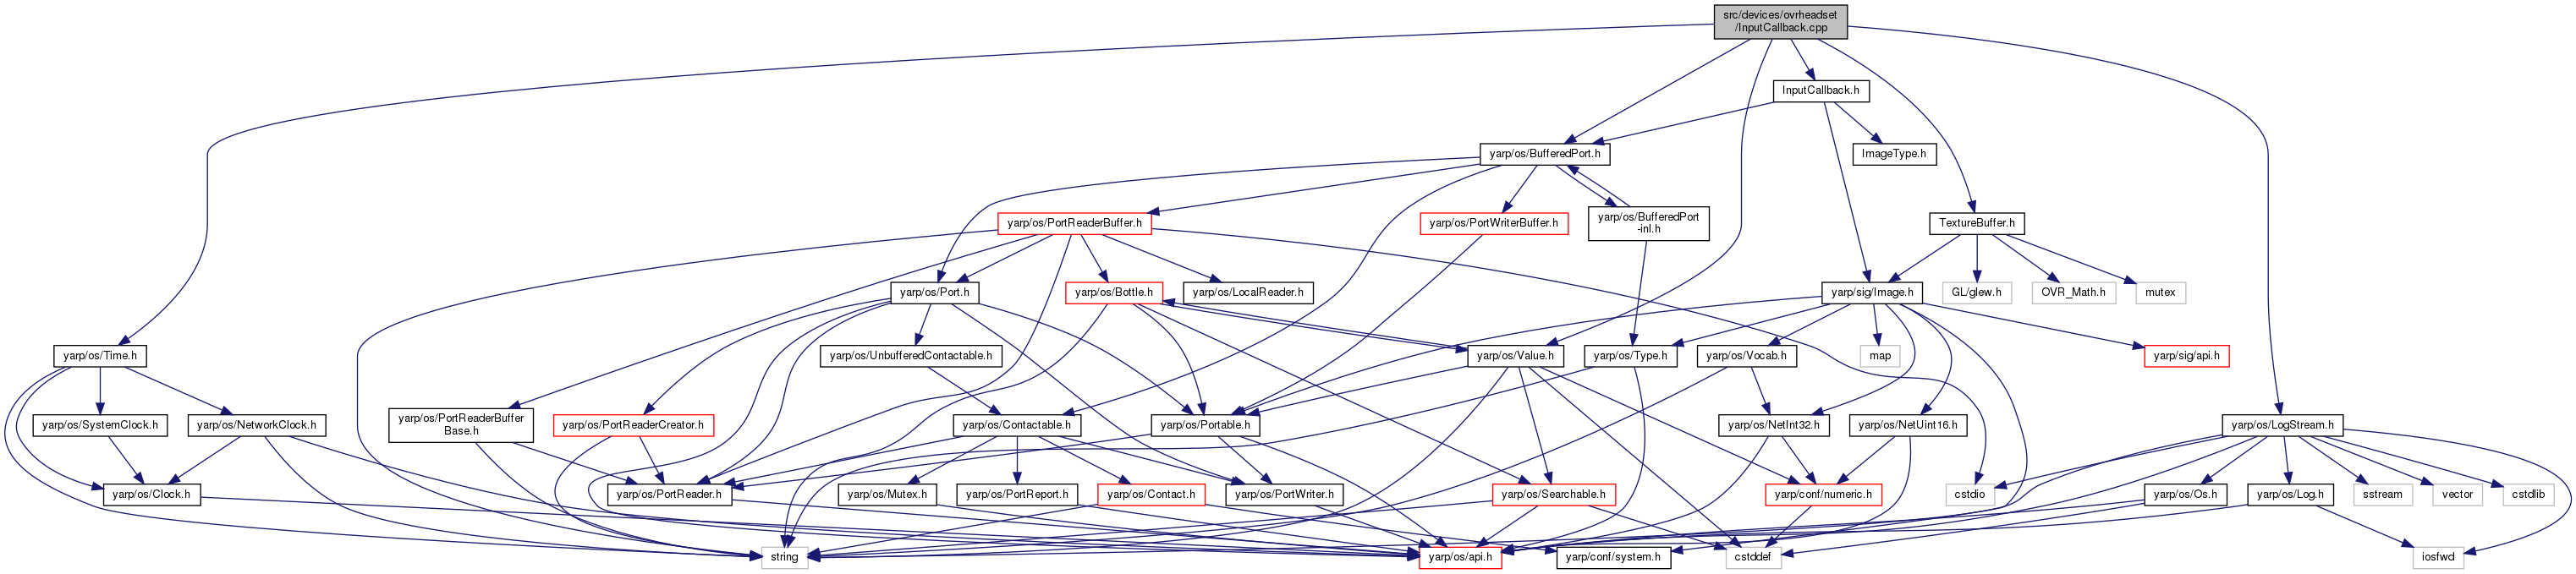 src/devices/ovrheadset
/InputCallback.cpp
InputCallback.h
yarp/os/BufferedPort.h
ImageType.h
yarp/os/PortReaderBuffer.h
yarp/os/PortWriterBuffer.h
yarp/os/BufferedPort
-inl.h
TextureBuffer.h
yarp/os/Port.h
yarp/os/Bottle.h
yarp/os/LocalReader.h
yarp/sig/Image.h
GL/glew.h
OVR_Math.h
mutex
yarp/os/Time.h
yarp/os/UnbufferedContactable.h
yarp/os/Value.h
yarp/os/Type.h
yarp/os/Vocab.h
map
yarp/sig/api.h
yarp/os/SystemClock.h
yarp/os/NetworkClock.h
yarp/os/PortReaderBuffer
Base.h
yarp/os/PortReaderCreator.h
yarp/os/Contactable.h
yarp/os/Portable.h
yarp/os/NetInt32.h
yarp/os/NetUint16.h
yarp/os/LogStream.h
yarp/os/Clock.h
yarp/os/PortReader.h
yarp/os/Mutex.h
yarp/os/PortReport.h
yarp/os/Contact.h
yarp/os/PortWriter.h
yarp/os/Searchable.h
yarp/conf/numeric.h
cstdio
yarp/os/Os.h
yarp/os/Log.h
sstream
vector
cstdlib
string
yarp/os/api.h
yarp/conf/system.h
cstddef
iosfwd